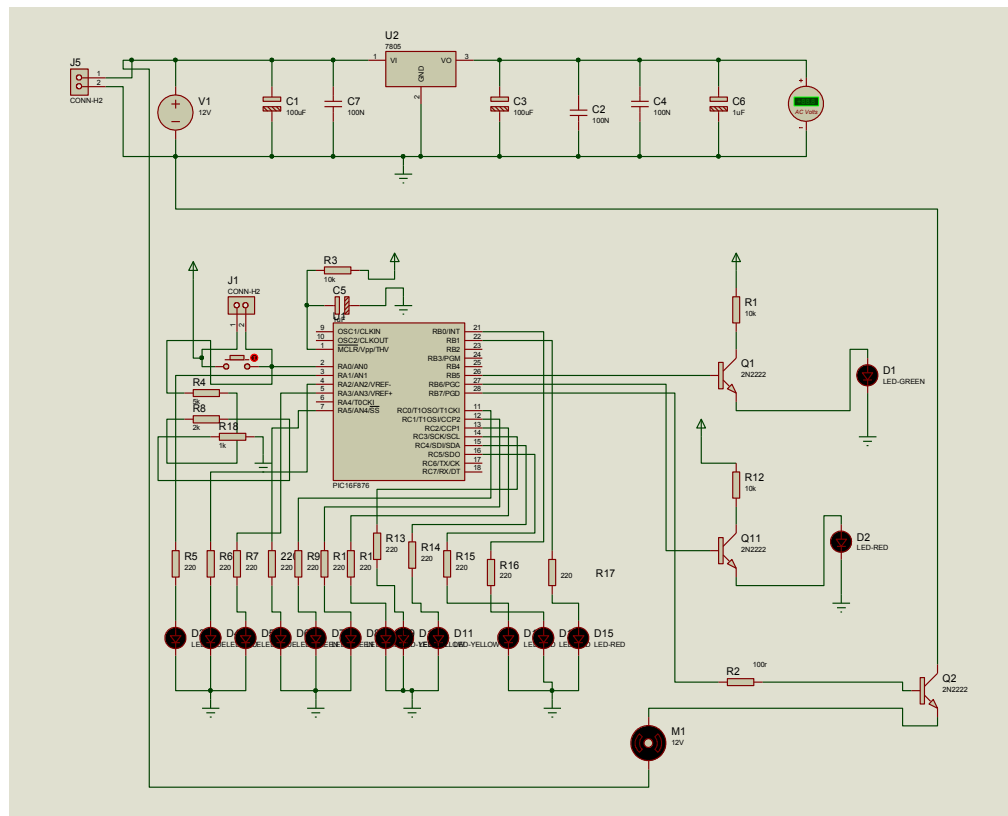 U2
7805
J5
1
2
CONN-H2
V1
12V
C1
100uF
C7
100N
1
VI
VO
3
GND
2
C3
100uF
C2
100N
C4
100N
C6
1uF
+
AC Volts
-
R3
10k
C5
J1
CONN-H2
1
2
R4
R8
2k
R18
1k
9
OSC1/CLKIN
10
OSC2/CLKOUT
1
MCLR/Vpp/THV
2
RA0/AN0
3
RA1/AN1
4
RA2/AN2/VREF-
5
RA3/AN3/VREF+
6
RA4/T0CKI
7
RA5/AN4/SS
RB0/INT
21
RB1
22
RB2
23
RB3/PGM
24
RB4
25
RB5
26
RB6/PGC
27
RB7/PGD
28
RC0/T1OSO/T1CKI
11
RC1/T1OSI/CCP2
12
RC2/CCP1
13
RC3/SCK/SCL
14
RC4/SDI/SDA
15
RC5/SDO
16
RC6/TX/CK
17
RC7/RX/DT
18
PIC16F876
R1
10k
Q1
2N2222
D1
LED-GREEN
R12
10k
Q11
2N2222
D2
LED-RED
R5
220
R6
220
R7
220
220
R9
220
220
220
R13
220
R14
220
R15
220
R16
220
220
R17
D11
LED-YELLOW
D15
LED-RED
R2
100r
Q2
2N2222
M1
12V